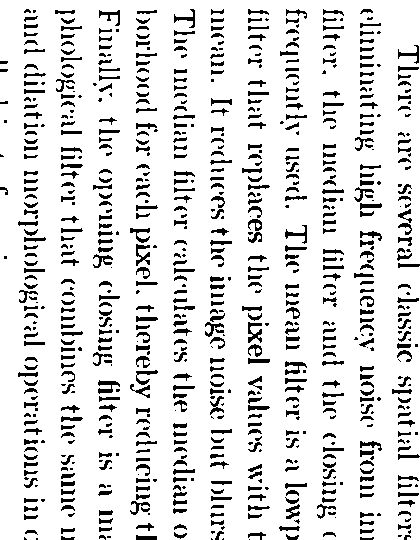 There are several classic spatial filters
eliminating high frequency noise from
filter, the median filter and the closing
frequently used. The mean filter is a
filter that replaces the pixel values with
mean. It reduces the image noise but blurs
The median filter calculates the median
borhood for each pixel, thereby reducing
Finally, the opening closing filter is a
phological filter that combines the same
and dilation morphological operations in